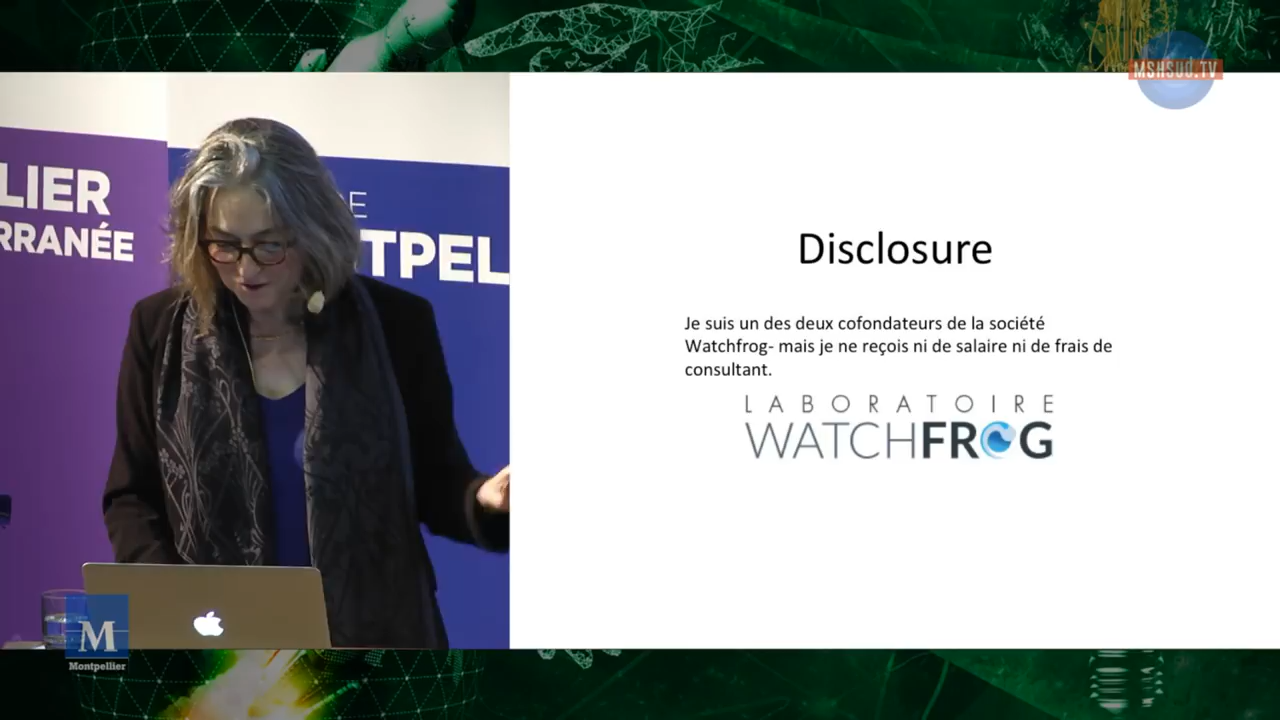 MSHSUD.TV
LIER
RRANÉE
E
TPEL
Disclosure
Je suis un des deux cofondateurs de la société
Watchfrog- mais je ne reçois ni de salaire ni de frais de
consultant.
LABORATOIRE
WATCHFROG
M
Montpellier